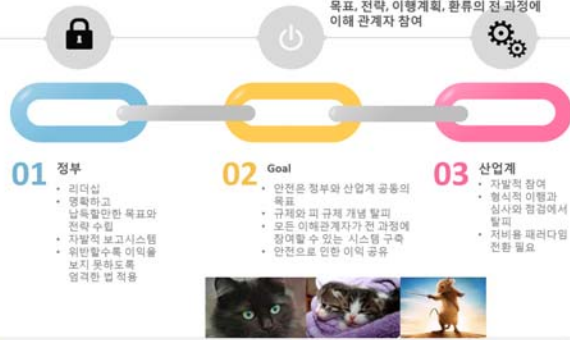 목표, 전략, 이행계획, 환류의 전 과정에
이해 관계자 참여
01 정부
• 리더십
• 명확하고
납득할만한 목표와
전략 수립
• 자발적 보고시스템
• 위반할수록 이익을
보지 못하도록
엄격한 법 적용
02 Goal
• 안전은 정부와 산업계 공동의
목표
• 규제와 피 규제 개념 탈피
• 모든 이해관계자가 전 과정에
참여할 수 있는 시스템 구축
• 안전으로 인한 이익 공유
03 산업계
• 자발적 참여
• 형식적 이행과
심사와 점검에서
탈피
• 저비용 패러다임
전환 필요